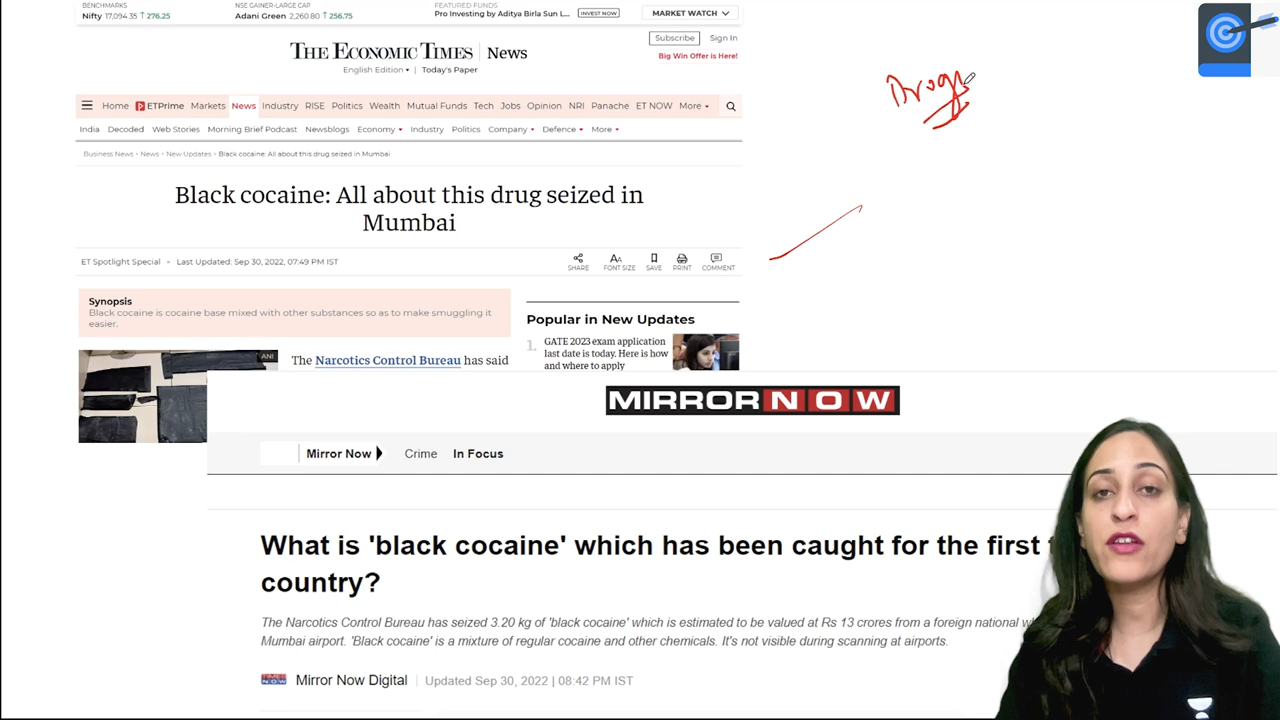 BENCHMARKS
Nifty 17,094.35 ↑ 276.25
NSE GAINER-LARGE CAP
Adani Green 2,260.80 ↑ 256.75
FEATURED FUNDS
Pro Investing by Aditya Birla Sun L...
INVEST NOW
MARKET WATCH
THE ECONOMIC TIMES | News
English Edition | Today's Paper
Subscribe Sign In
Big Win Offer is Here!
Drugs
Home ETPrime Markets News Industry RISE Politics Wealth Mutual Funds Tech Jobs Opinion NRI Panache ET NOW More
India Decoded Web Stories Morning Brief Podcast Newsblogs Economy Industry Politics Company Defence More
Business News › News › New Updates › Black cocaine: All about this drug seized in Mumbai
Black cocaine: All about this drug seized in
Mumbai
ET Spotlight Special • Last Updated: Sep 30, 2022, 07:49 PM IST
SHARE FONT SIZE SAVE PRINT COMMENT
Synopsis
Black cocaine is cocaine base mixed with other substances so as to make smuggling it
easier.
ANI
The Narcotics Control Bureau has said
Popular in New Updates
1. GATE 2023 exam application
last date is today. Here is how
and where to apply
MIRROR NOW
Mirror Now Crime In Focus
What is 'black cocaine' which has been caught for the first
country?
The Narcotics Control Bureau has seized 3.20 kg of 'black cocaine' which is estimated to be valued at Rs 13 crores from a foreign national
Mumbai airport. 'Black cocaine' is a mixture of regular cocaine and other chemicals. It's not visible during scanning at airports.
Mirror Now Digital | Updated Sep 30, 2022 | 08:42 PM IST